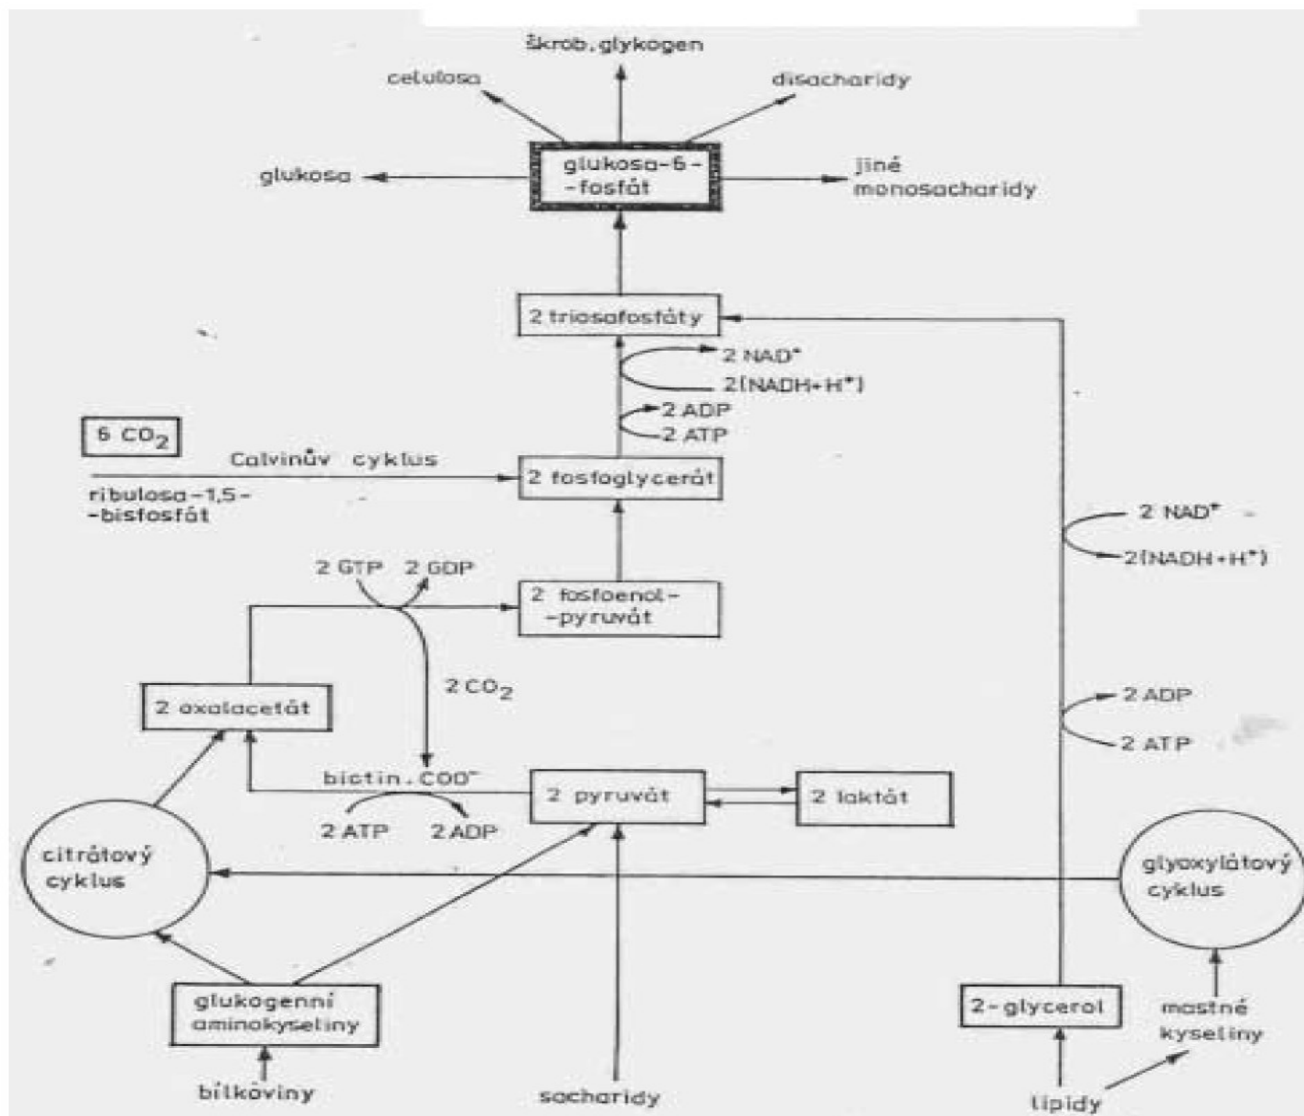 škrob, glykogen
celulosa
disacharidy
glukosa
glukosa-6-
-fosfát
jiné
monosacharidy
2 triosafosfáty
2 NAD⁺
2(NADH+H⁺)
2 ADP
2 ATP
6 CO₂
Calvinův cyklus
ribulosa-1,5-
-bisfosfát
2 fosfoglycerát
2 NAD⁺
2(NADH+H⁺)
2 GTP
2 GDP
2 fosfoenol-
-pyruvát
2 CO₂
2 oxalacetát
2 ADP
2 ATP
biotin.COO⁻
2 ATP
2 ADP
2 pyruvát
2 laktát
citrátový
cyklus
glyoxylátový
cyklus
glukogenní
aminokyseliny
2-glycerol
mastné
kyseliny
bílkoviny
sacharidy
lipidy